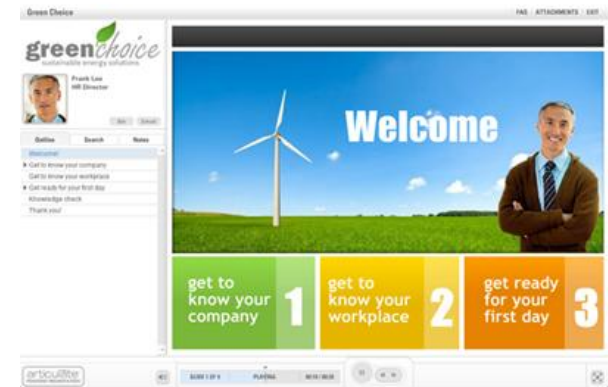 Green Choice
FAQ ATTACHMENTS EXIT
greenchoice
sustainable energy solutions
Frank Lee
HR Director
Bio Email
Outline Search Notes
Welcome!
Get to know your company
Get to know your workplace
Get ready for your first day
Knowledge check
Thank you!
Welcome
get to
know your
company 1
get to
know your
workplace 2
get ready
for your
first day 3
articulate
PLAYING